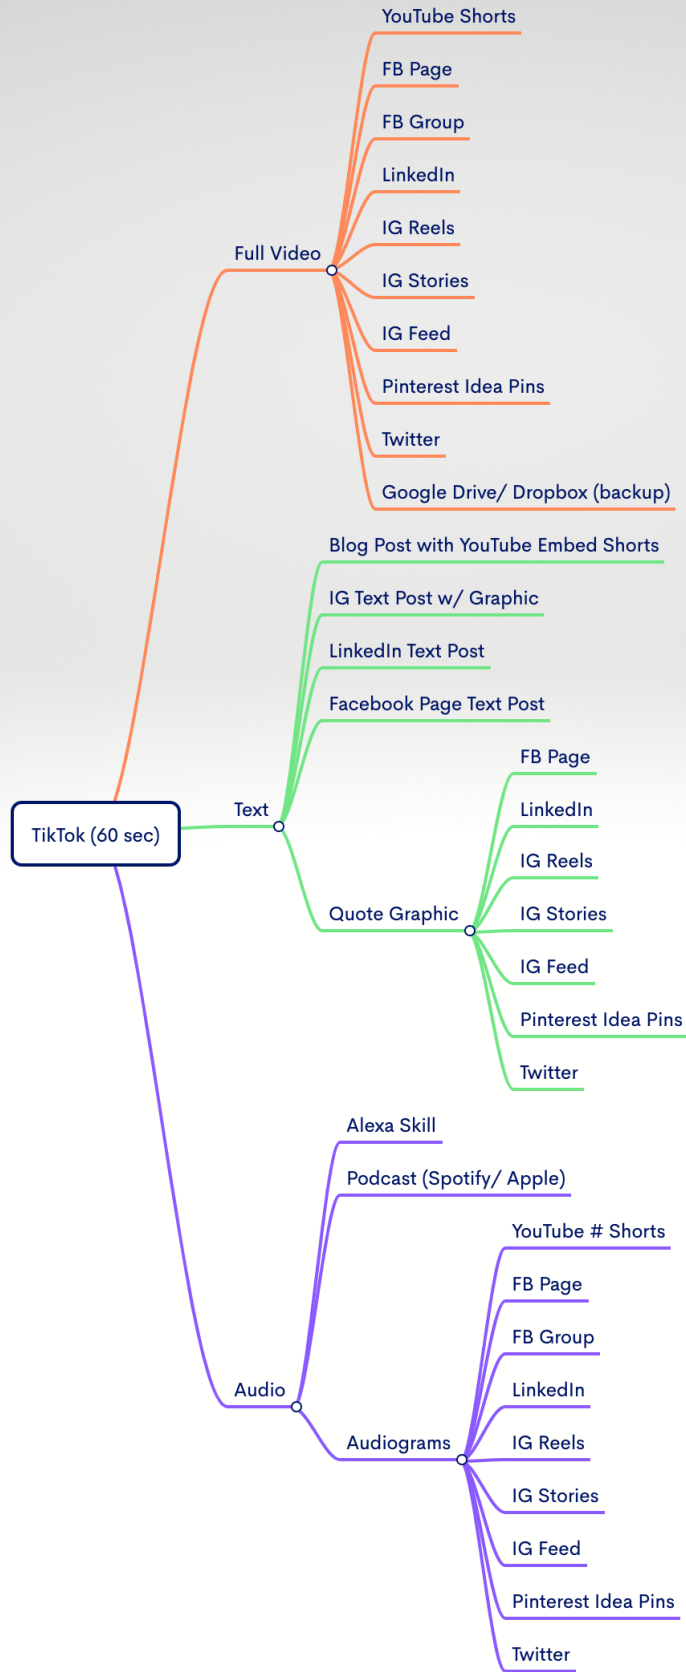 YouTube Shorts
FB Page
FB Group
LinkedIn
IG Reels
Full Video
IG Stories
IG Feed
Pinterest Idea Pins
Twitter
Google Drive/ Dropbox (backup)
Blog Post with YouTube Embed Shorts
IG Text Post w/ Graphic
LinkedIn Text Post
Facebook Page Text Post
FB Page
Text
LinkedIn
TikTok (60 sec)
IG Reels
Quote Graphic
IG Stories
IG Feed
Pinterest Idea Pins
Twitter
Alexa Skill
Podcast (Spotify/ Apple)
YouTube # Shorts
FB Page
FB Group
Audio
LinkedIn
Audiograms
IG Reels
IG Stories
IG Feed
Pinterest Idea Pins
Twitter